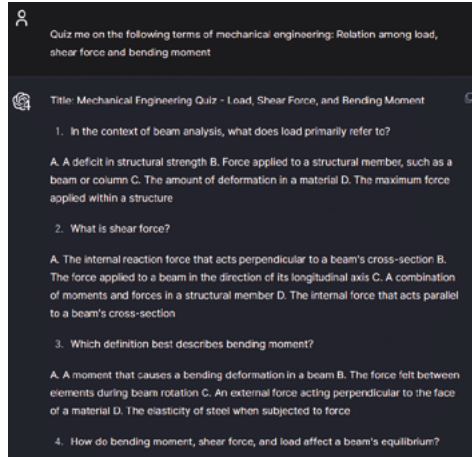 Quiz me on the following terms of mechanical engineering: Relation among load,
shear force and bending moment
Title: Mechanical Engineering Quiz - Load, Shear Force, and Bending Moment
1. In the context of beam analysis, what does load primarily refer to?
A. A deficit in structural strength B. Force applied to a structural member, such as a
beam or column C. The amount of deformation in a material D. The maximum force
applied within a structure
2. What is shear force?
A. The internal reaction force that acts perpendicular to a beam's cross-section B.
The force applied to a beam in the direction of its longitudinal axis C. A combination
of moments and forces in a structural member D. The internal force that acts parallel
to a beam's cross-section
3. Which definition best describes bending moment?
A. A moment that causes a bending deformation in a beam B. The force felt between
elements during beam rotation C. An external force acting perpendicular to the face
of a material D. The elasticity of steel when subjected to force
4. How do bending moment, shear force, and load affect a beam's equilibrium?